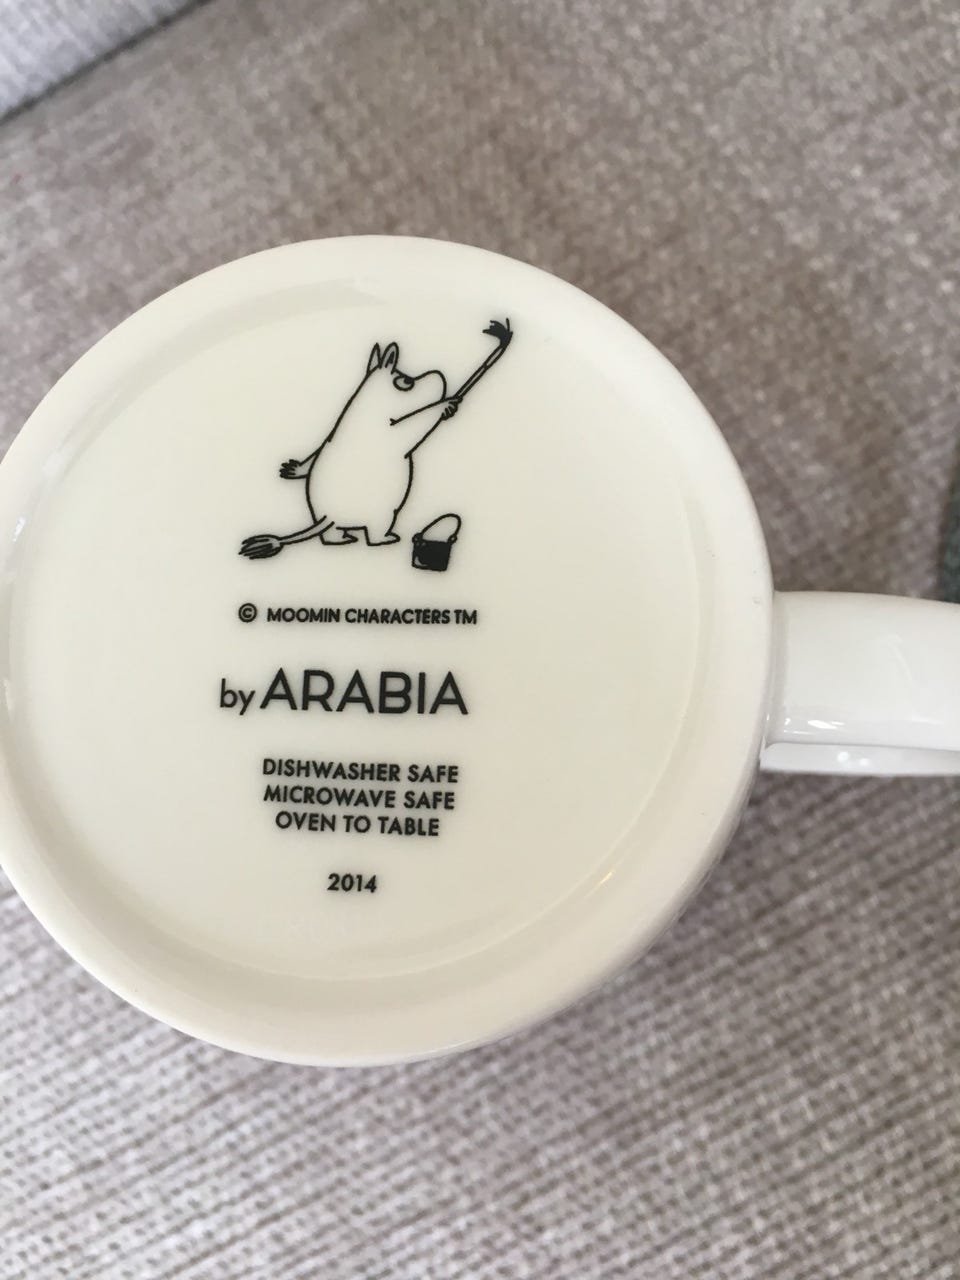 © MOOMIN CHARACTERS TM
by ARABIA
DISHWASHER SAFE
MICROWAVE SAFE
OVEN TO TABLE
2014